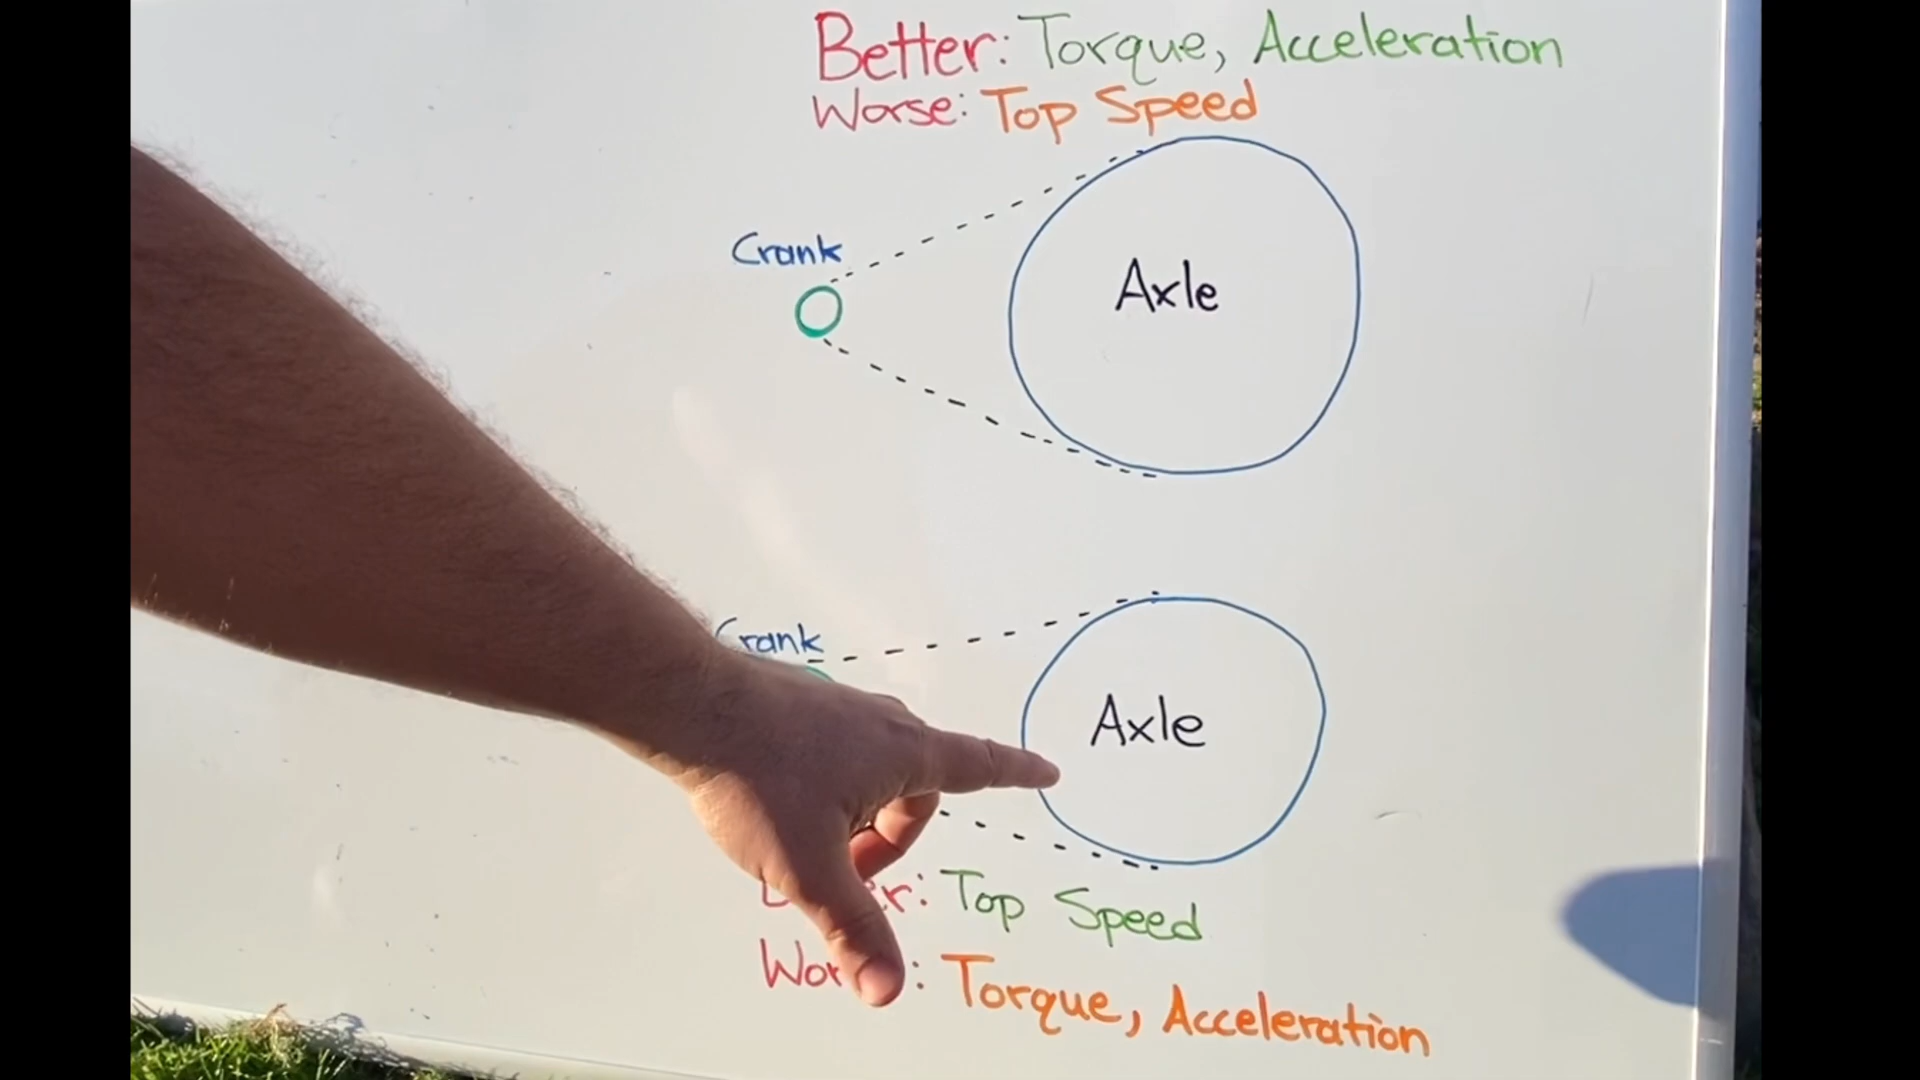 Better: Torque, Acceleration
Worse: Top Speed
Crank
Axle
Crank
Axle
Top Speed
Torque, Acceleration